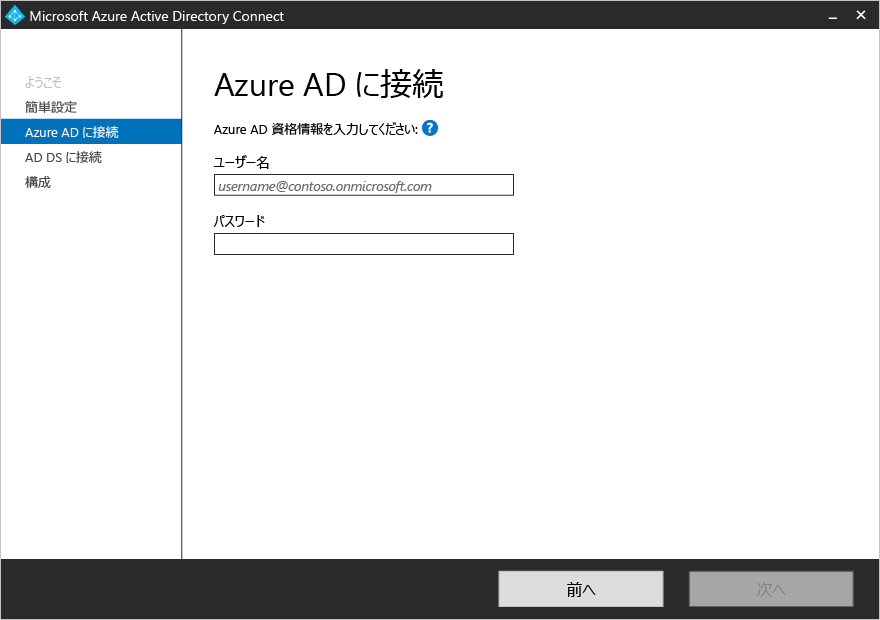 Microsoft Azure Active Directory Connect
ようこそ
簡単設定
Azure AD に接続
AD DS に接続
構成
Azure AD に接続
Azure AD 資格情報を入力してください: ?
ユーザー名
username@contoso.onmicrosoft.com
パスワード
前へ
次へ